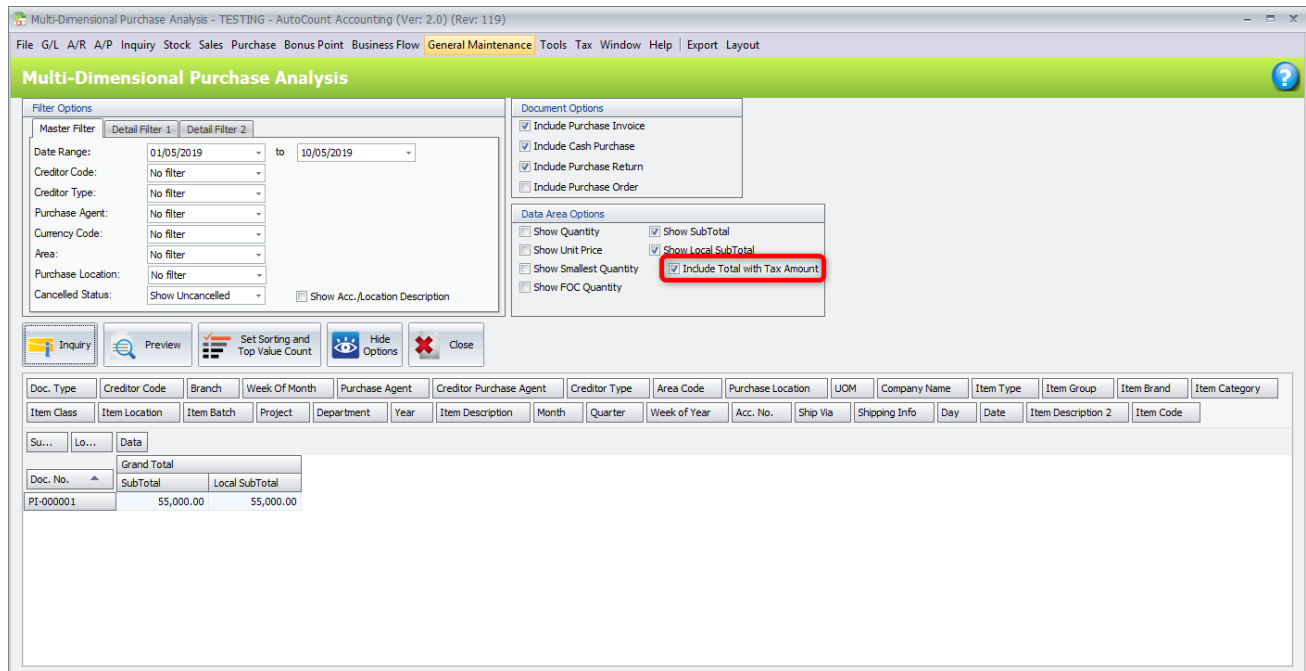 Multi-Dimensional Purchase Analysis - TESTING - AutoCount Accounting (Ver: 2.0) (Rev: 119)
File G/L A/R A/P Inquiry Stock Sales Purchase Bonus Point Business Flow General Maintenance Tools Tax Window Help Export Layout
Multi-Dimensional Purchase Analysis
Filter Options
Master Filter Detail Filter 1 Detail Filter 2
Date Range: 01/05/2019 to 10/05/2019
Creditor Code: No filter
Creditor Type: No filter
Purchase Agent: No filter
Currency Code: No filter
Area: No filter
Purchase Location: No filter
Cancelled Status: Show Uncancelled Show Acc./Location Description
Document Options
Include Purchase Invoice
Include Cash Purchase
Include Purchase Return
Include Purchase Order
Data Area Options
Show Quantity Show SubTotal
Show Unit Price Show Local SubTotal
Show Smallest Quantity Include Total with Tax Amount
Show FOC Quantity
Inquiry Preview Set Sorting and Top Value Count Hide Options Close
Doc. Type Creditor Code Branch Week Of Month Purchase Agent Creditor Purchase Agent Creditor Type Area Code Purchase Location UOM Company Name Item Type Item Group Item Brand Item Category
Item Class Item Location Item Batch Project Department Year Item Description Month Quarter Week of Year Acc. No. Ship Via Shipping Info Day Date Item Description 2 Item Code
Su... Lo... Data
Grand Total
Doc. No. SubTotal Local SubTotal
PI-000001 55,000.00 55,000.00